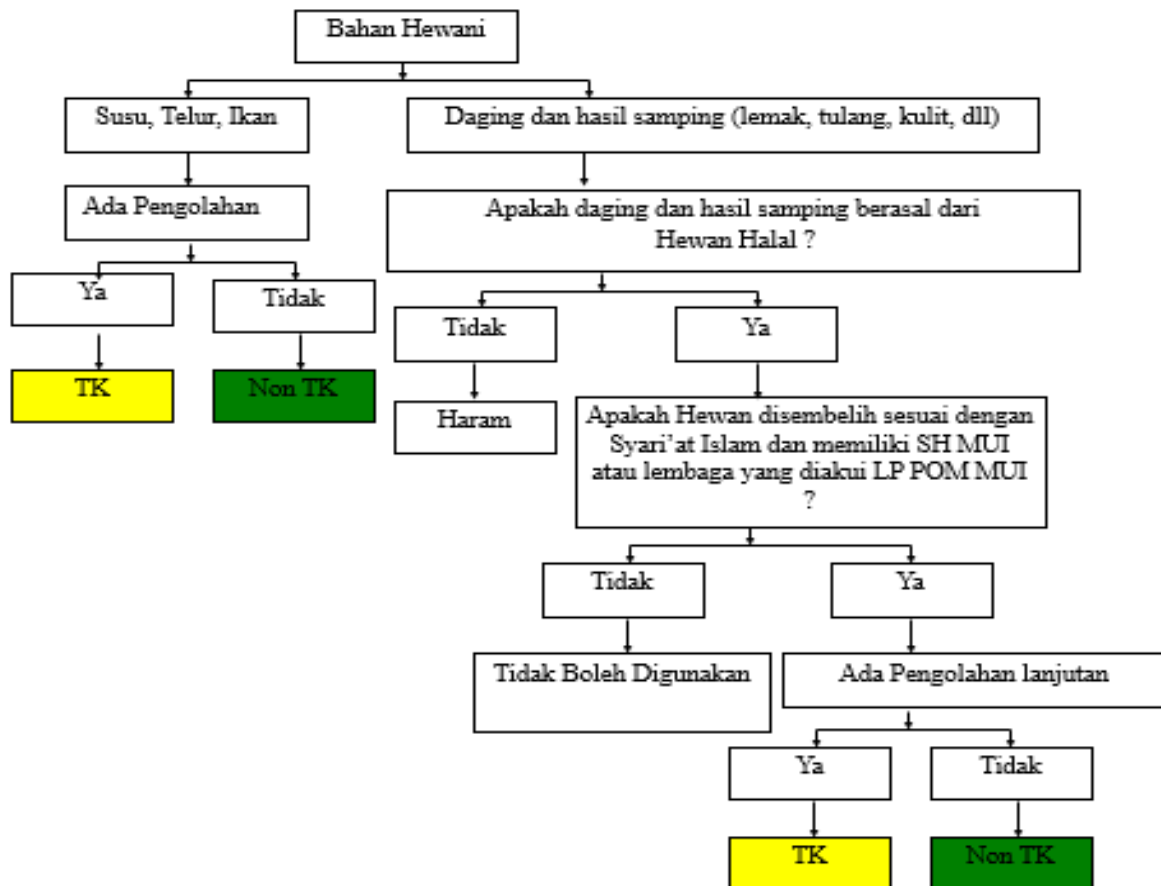 Bahan Hewani
Susu, Telur, Ikan
Daging dan hasil samping (lemak, tulang, kulit, dll)
Ada Pengolahan
Apakah daging dan hasil samping berasal dari
Hewan Halal ?
Ya
Tidak
Tidak
Ya
TK
Non TK
Haram
Apakah Hewan disembelih sesuai dengan
Syari'at Islam dan memiliki SH MUI
atau lembaga yang diakui LP POM MUI
?
Tidak
Ya
Tidak Boleh Digunakan
Ada Pengolahan lanjutan
Ya
Tidak
TK
Non TK